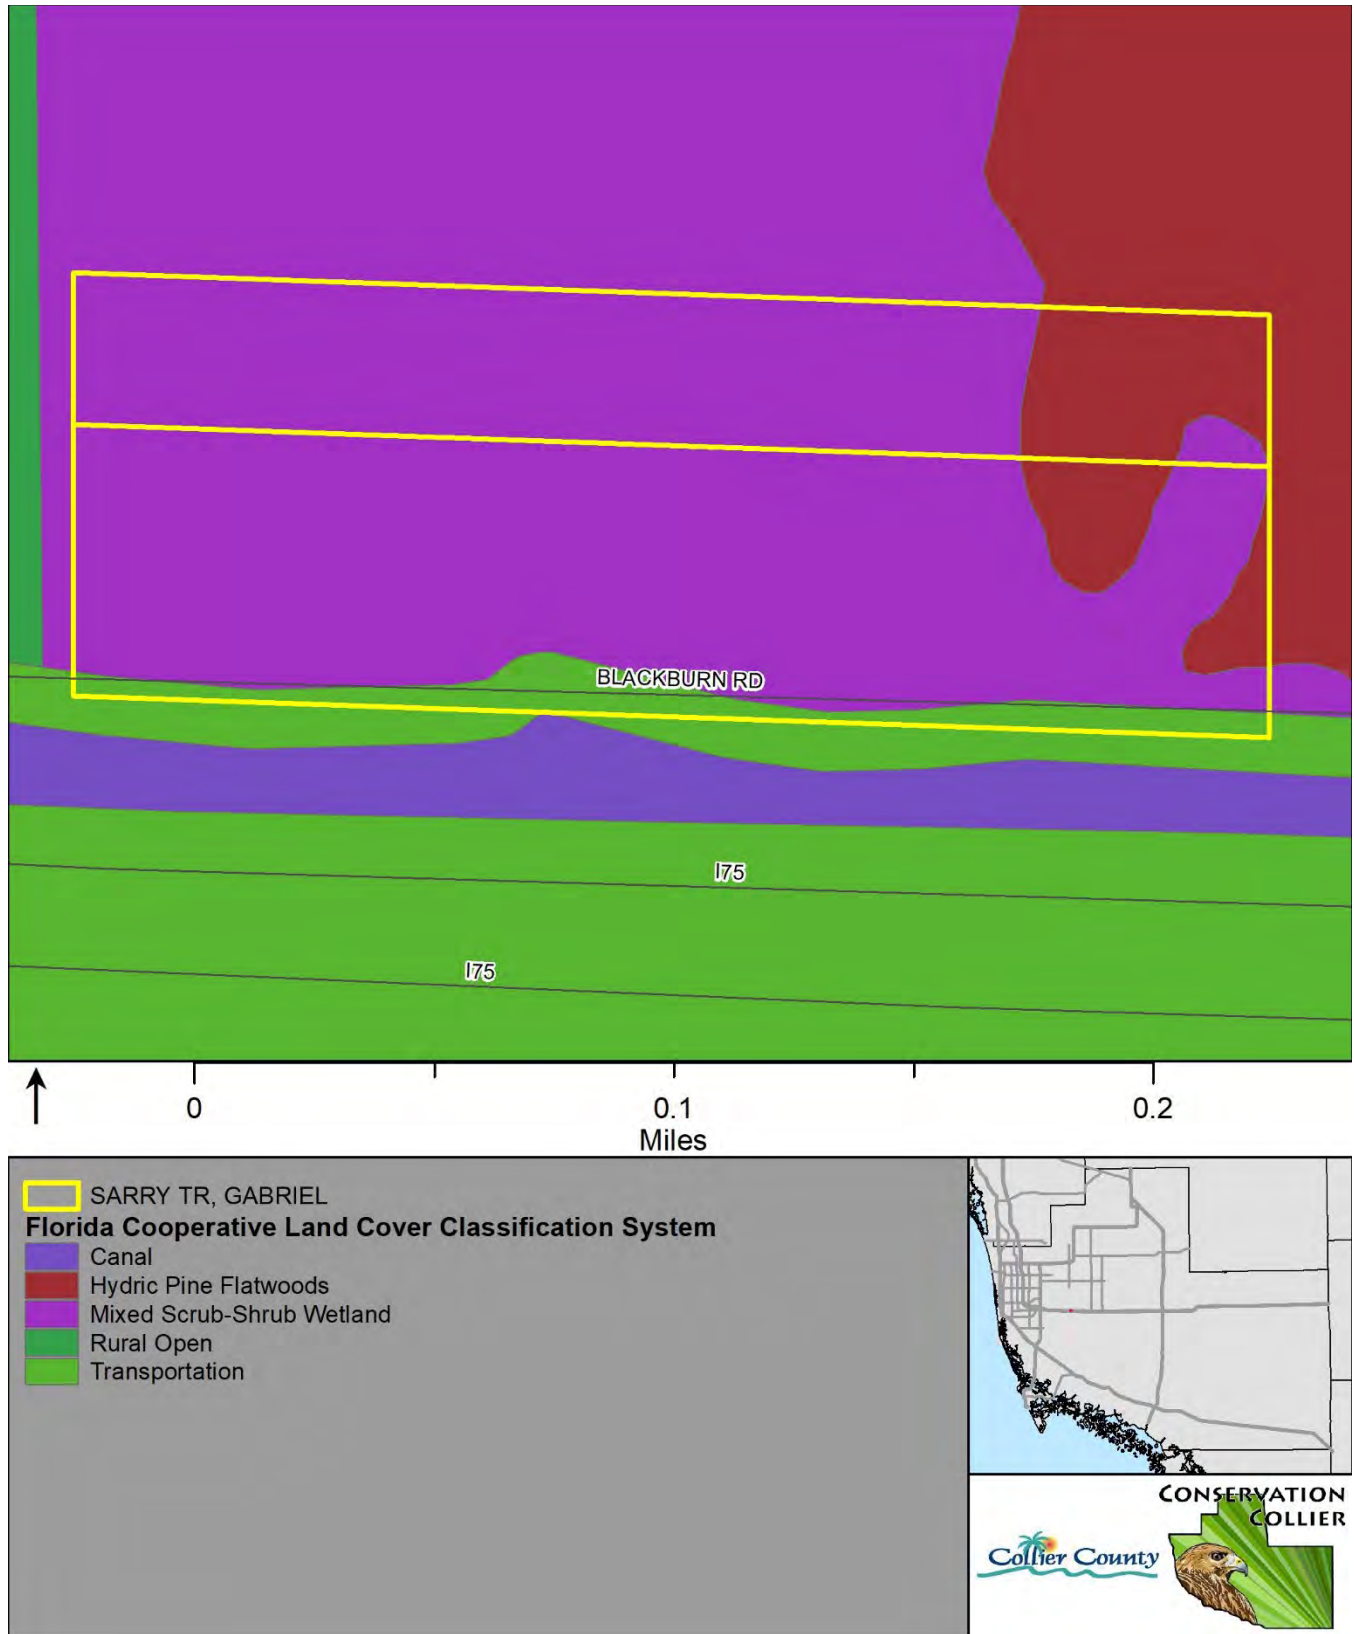 BLACKBURN RD
I75
I75
0 0.1 0.2
Miles
SARRY TR, GABRIEL
Florida Cooperative Land Cover Classification System
Canal
Hydric Pine Flatwoods
Mixed Scrub-Shrub Wetland
Rural Open
Transportation
CONSERVATION
COLLIER
Collier County